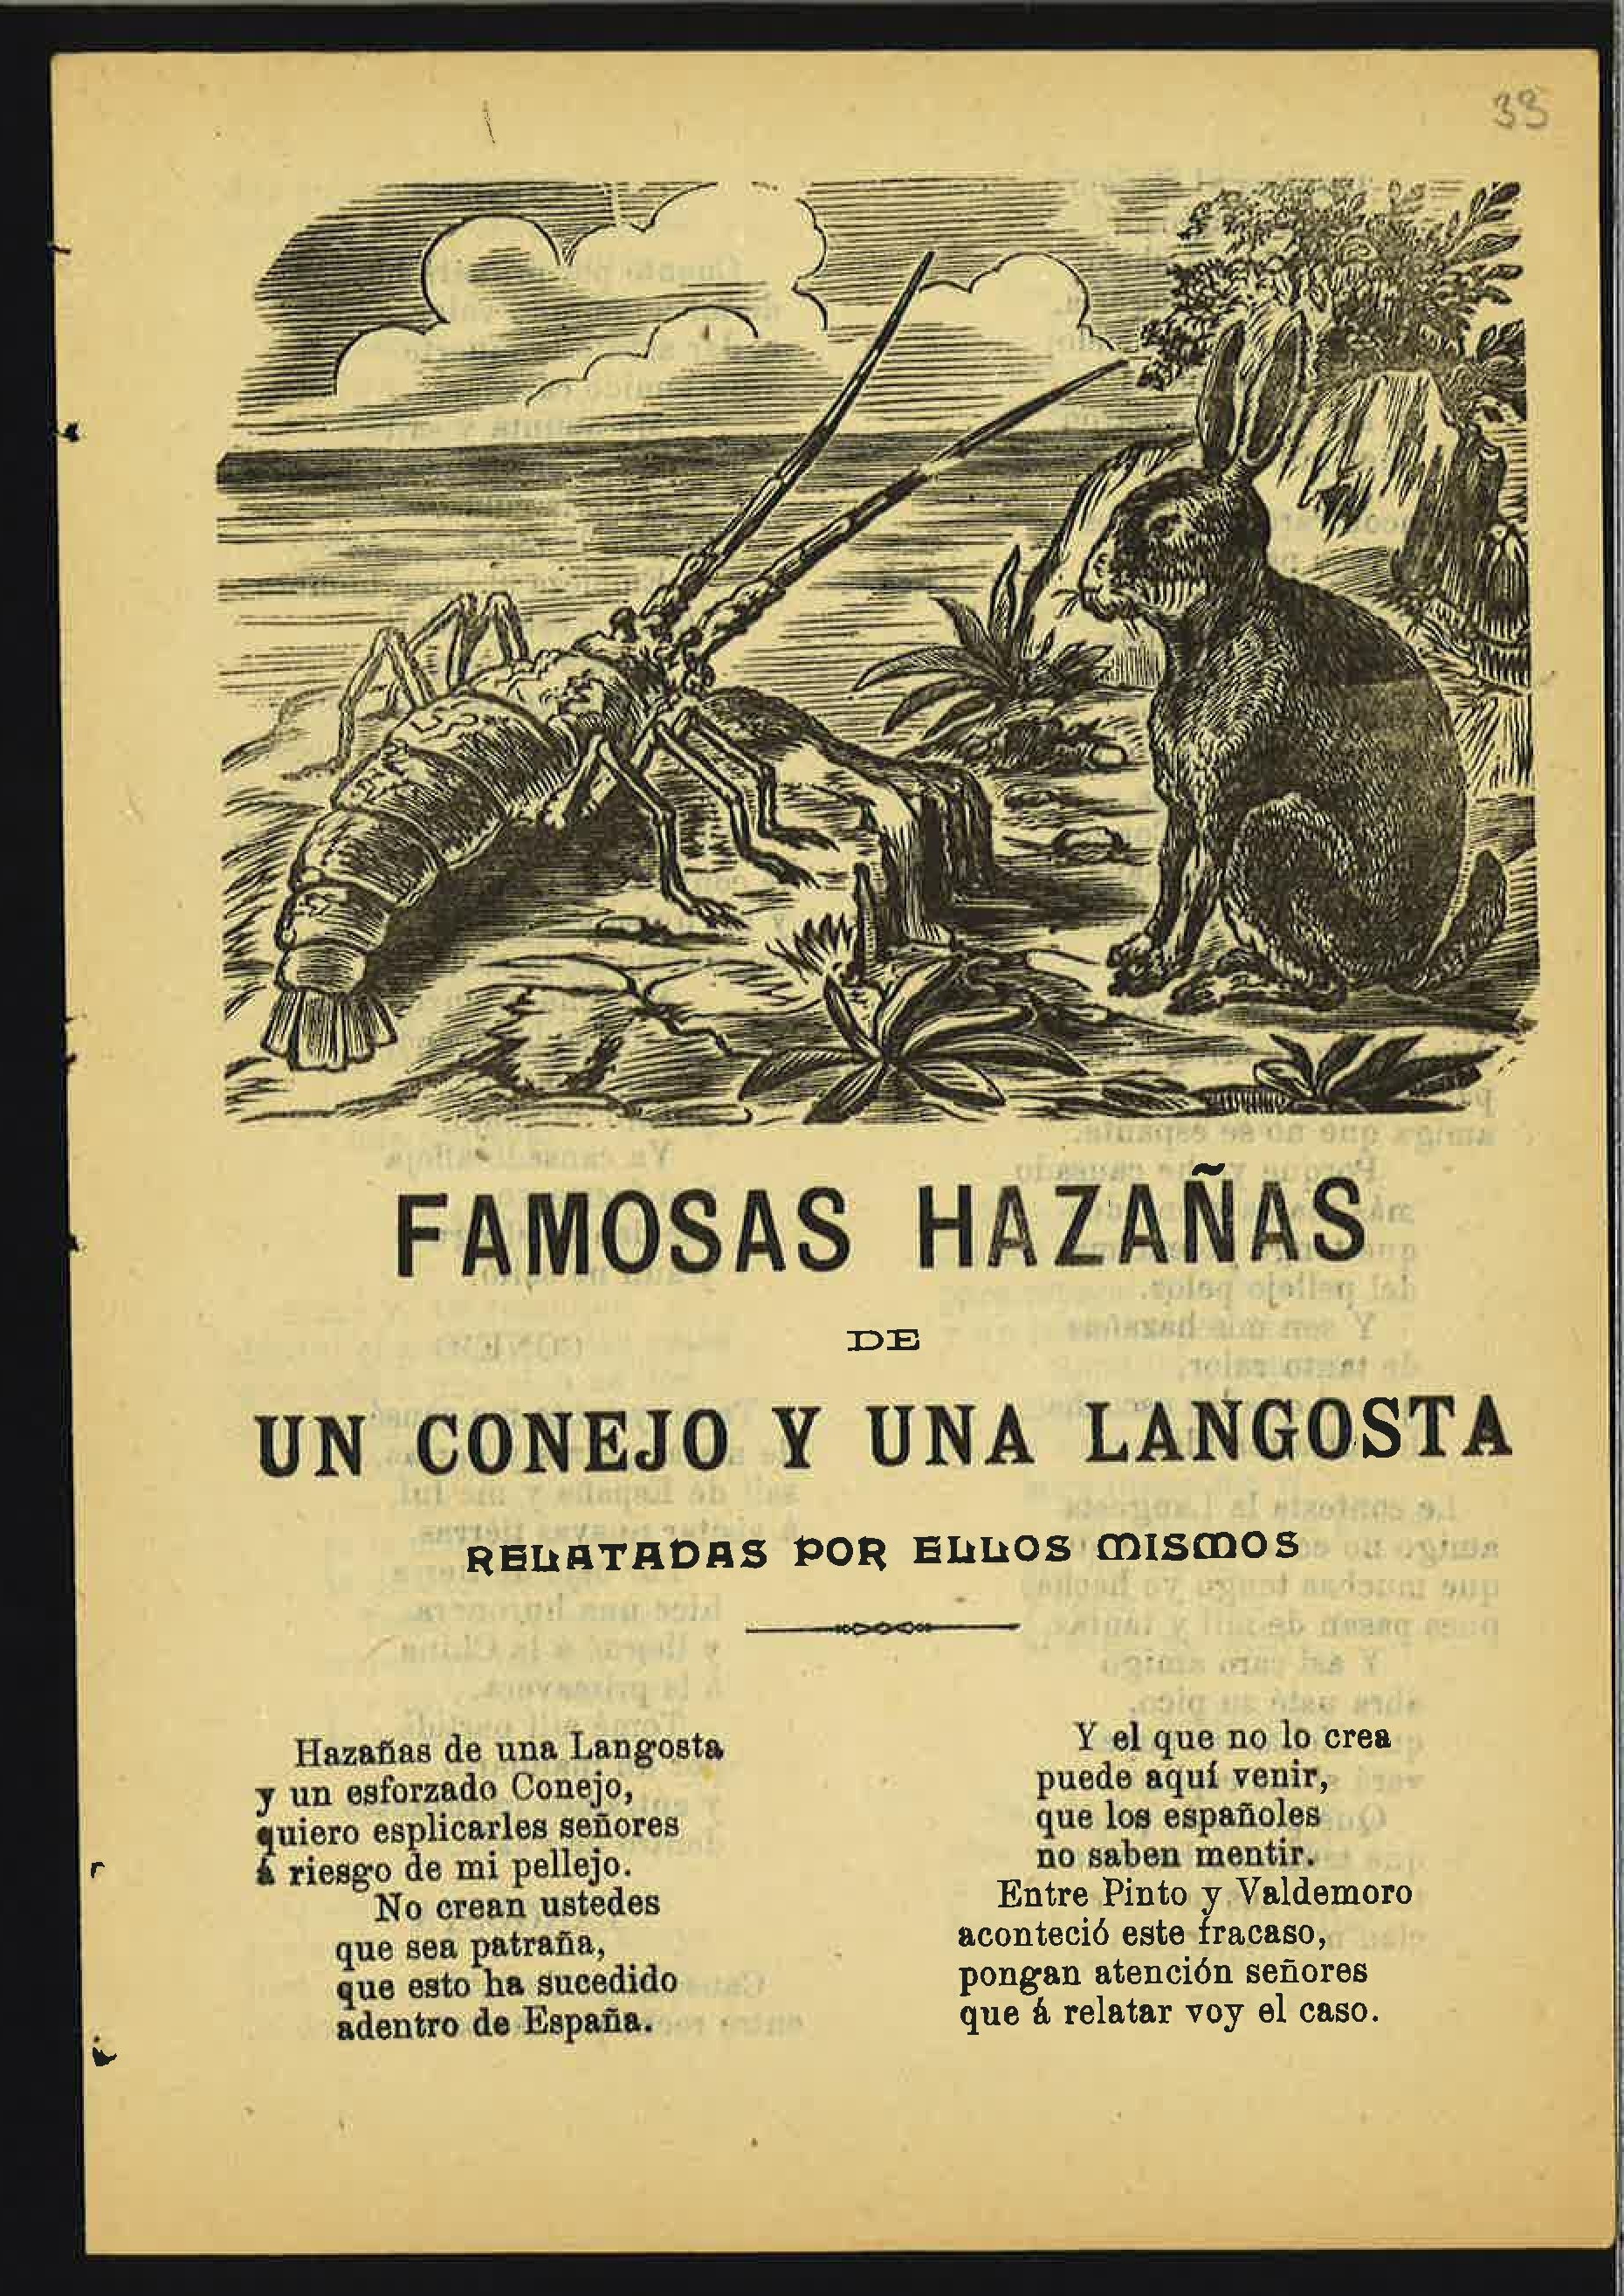 FAMOSAS HAZAÑAS
DE
UN CONEJO Y UNA LANGOSTA
RELATADAS POR ELLOS MISMOS
Hazañas de una Langosta
y un esforzado Conejo,
quiero esplicarles señores
á riesgo de mi pellejo.
No crean ustedes
que sea patraña,
que esto ha sucedido
adentro de España.
Y el que no lo crea
puede aquí venir,
que los españoles
no saben mentir.
Entre Pinto y Valdemoro
aconteció este fracaso,
pongan atención señores
que á relatar voy el caso.